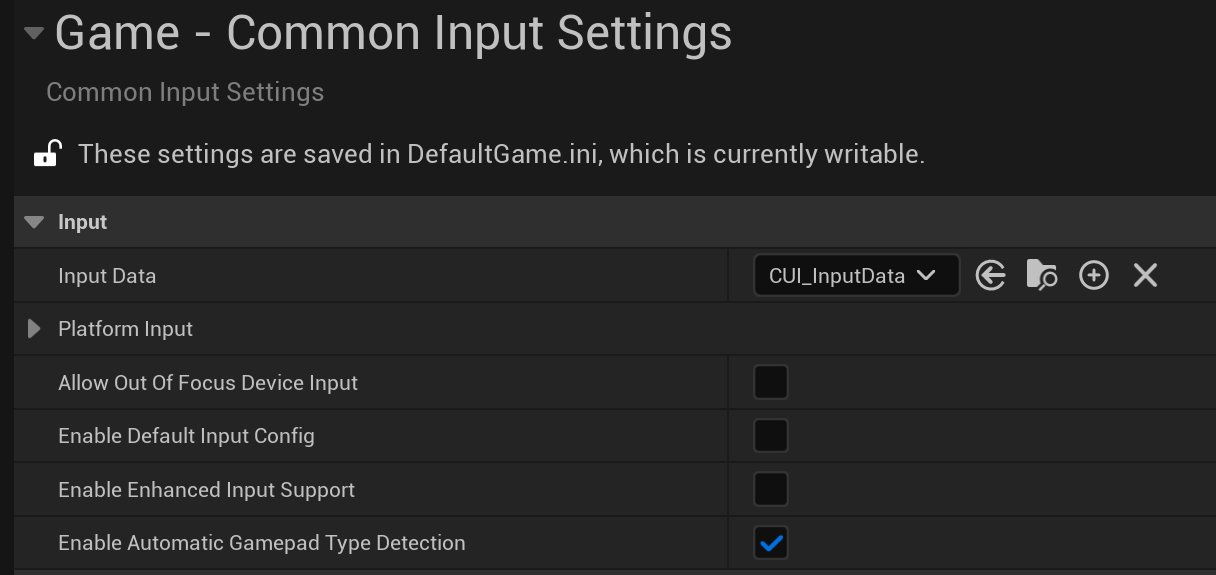 Game - Common Input Settings
Common Input Settings
These settings are saved in DefaultGame.ini, which is currently writable.
Input
Input Data CUI_InputData
Platform Input
Allow Out Of Focus Device Input
Enable Default Input Config
Enable Enhanced Input Support
Enable Automatic Gamepad Type Detection